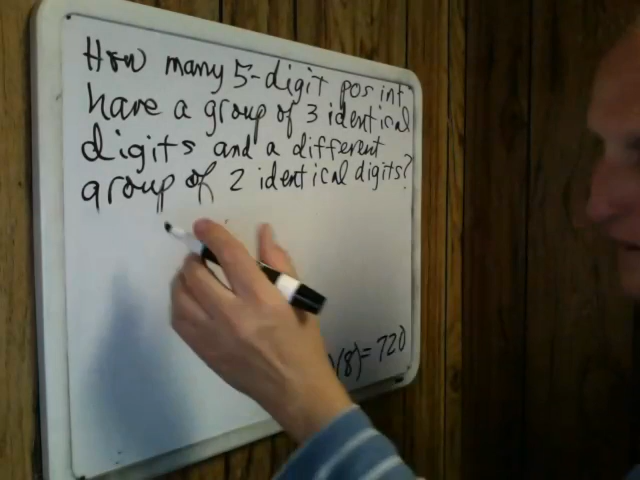 How many 5-digit pos int
have a group of 3 identical
digits and a different
group of 2 identical digits?
(8)=720